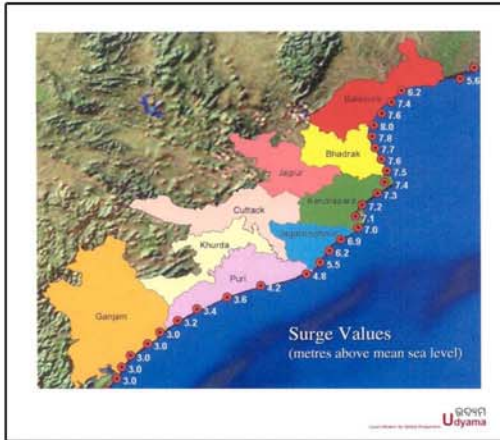 5.6
6.2
Balasore
7.4
7.6
8.0
7.8
Bhadrak
7.7
7.6
Jajpur
7.5
7.4
Kendrapara
7.3
7.2
Cuttack
7.1
7.0
Jagatsinghpur
6.9
Khurda
6.2
5.5
Puri
4.8
4.2
3.6
3.4
Ganjam
3.2
3.0
3.0
3.0
3.0
Surge Values
(metres above mean sea level)
ଉଦ୍ୟମ
Udyama